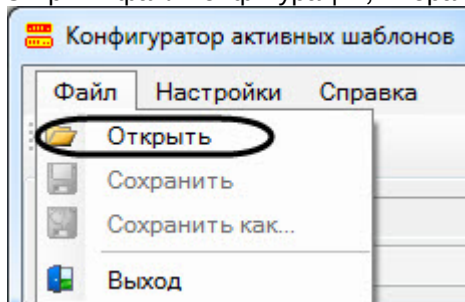 Конфигуратор активных шаблонов
Файл Настройки Справка
Открыть
Сохранить
Сохранить как...
Выход